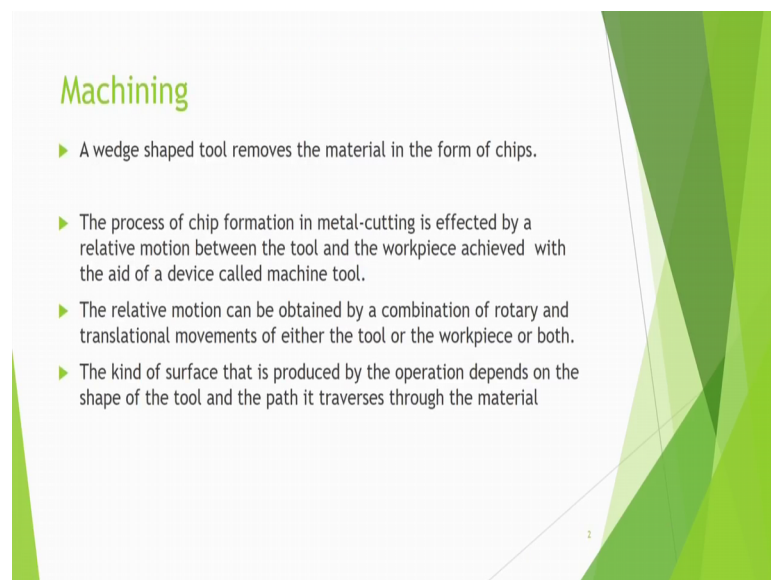 Machining
A wedge shaped tool removes the material in the form of chips.
The process of chip formation in metal-cutting is effected by a
relative motion between the tool and the workpiece achieved with
the aid of a device called machine tool.
The relative motion can be obtained by a combination of rotary and
translational movements of either the tool or the workpiece or both.
The kind of surface that is produced by the operation depends on the
shape of the tool and the path it traverses through the material
2